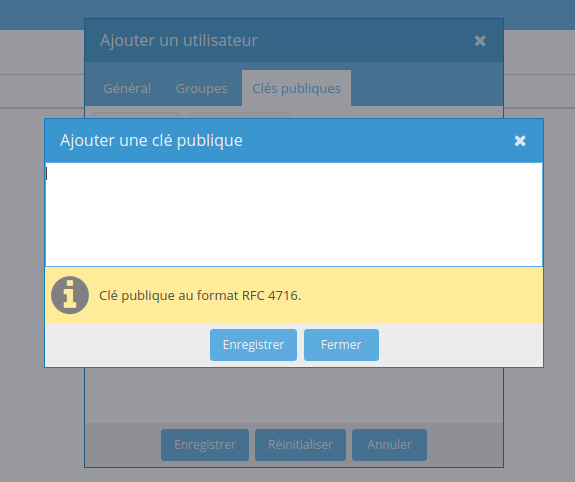 Ajouter un utilisateur
Général Groupes Clés publiques
Ajouter une clé publique
Clé publique au format RFC 4716.
Enregistrer Fermer
Enregistrer Réinitialiser Annuler